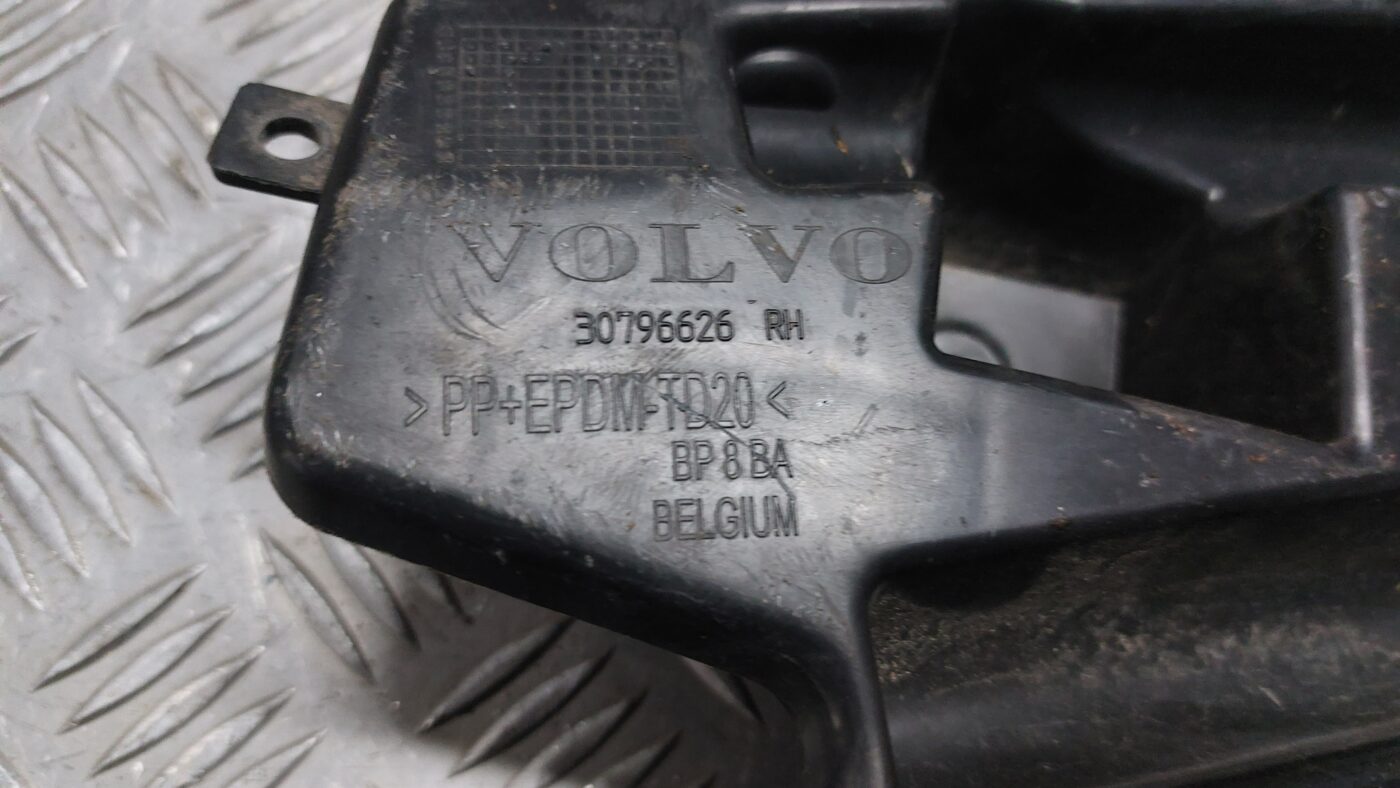 VOLVO
30796626 RH
>PP+EPDM-TD20<
BP 8 BA
BELGIUM